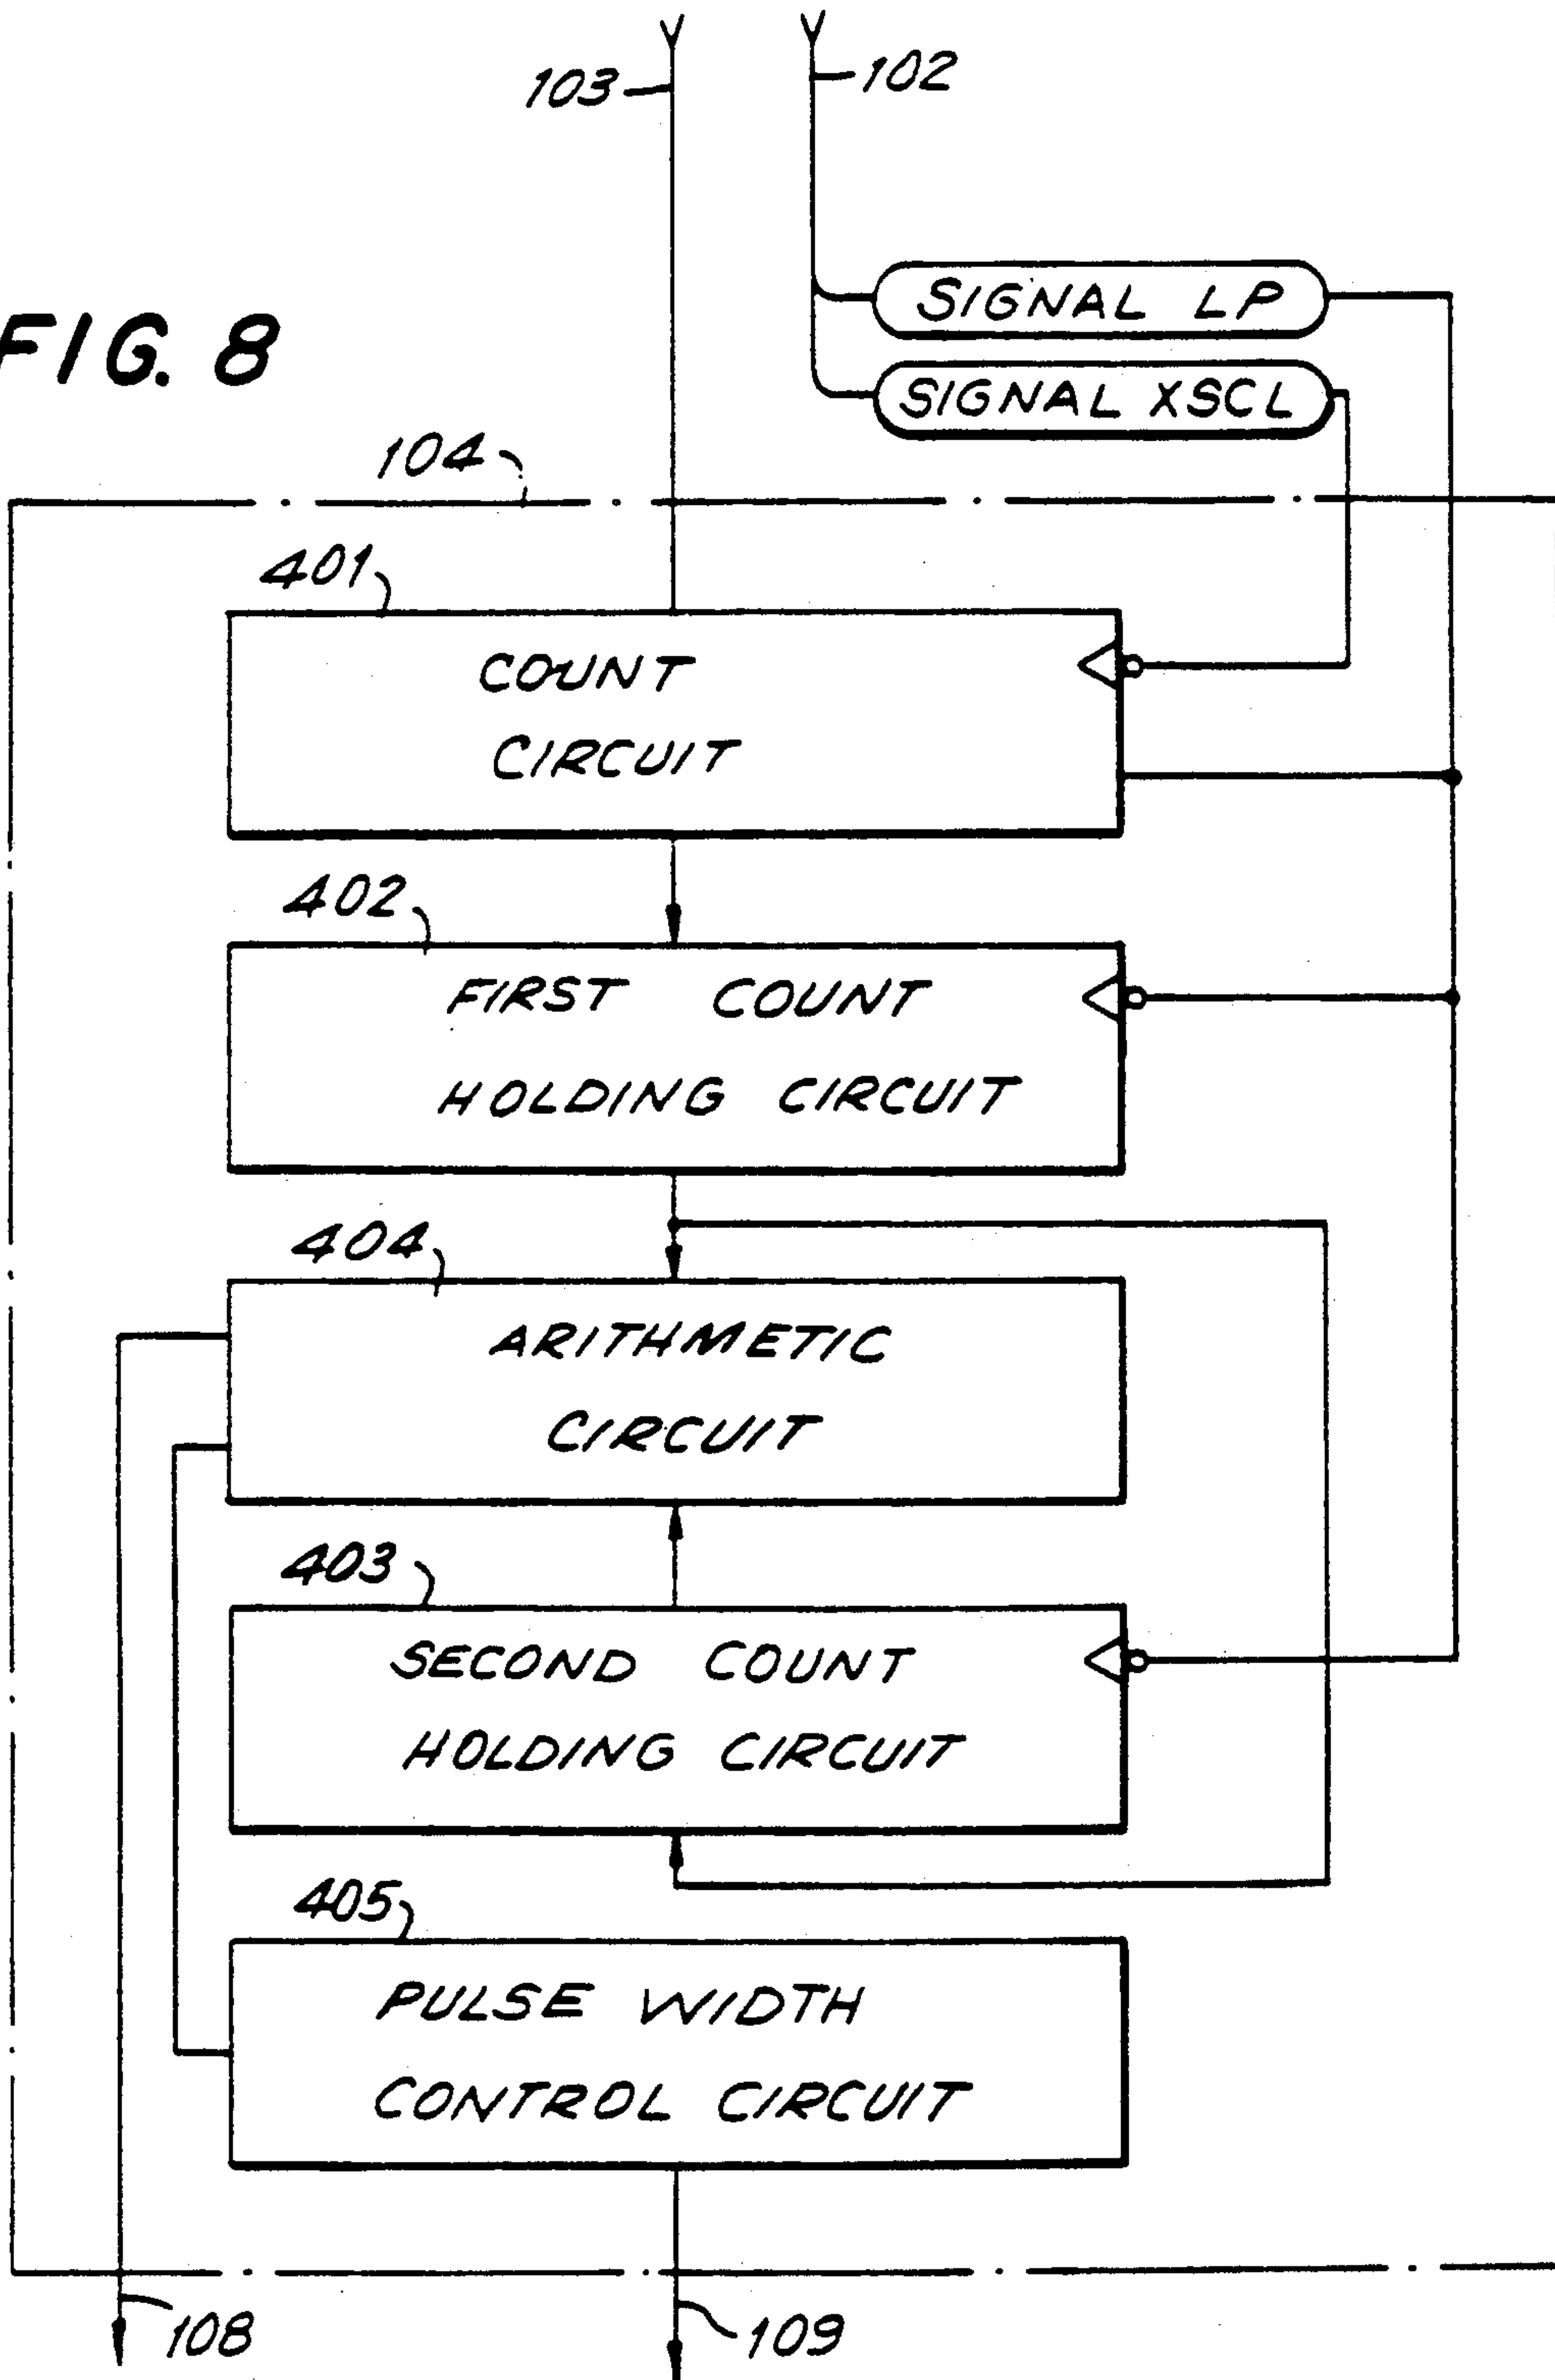 103
102
SIGNAL LP
FIG. 8
SIGNAL XSCL
104
401
COUNT
CIRCUIT
402
FIRST COUNT
HOLDING CIRCUIT
404
ARITHMETIC
CIRCUIT
403
SECOND COUNT
HOLDING CIRCUIT
405
PULSE WIDTH
CONTROL CIRCUIT
108
109